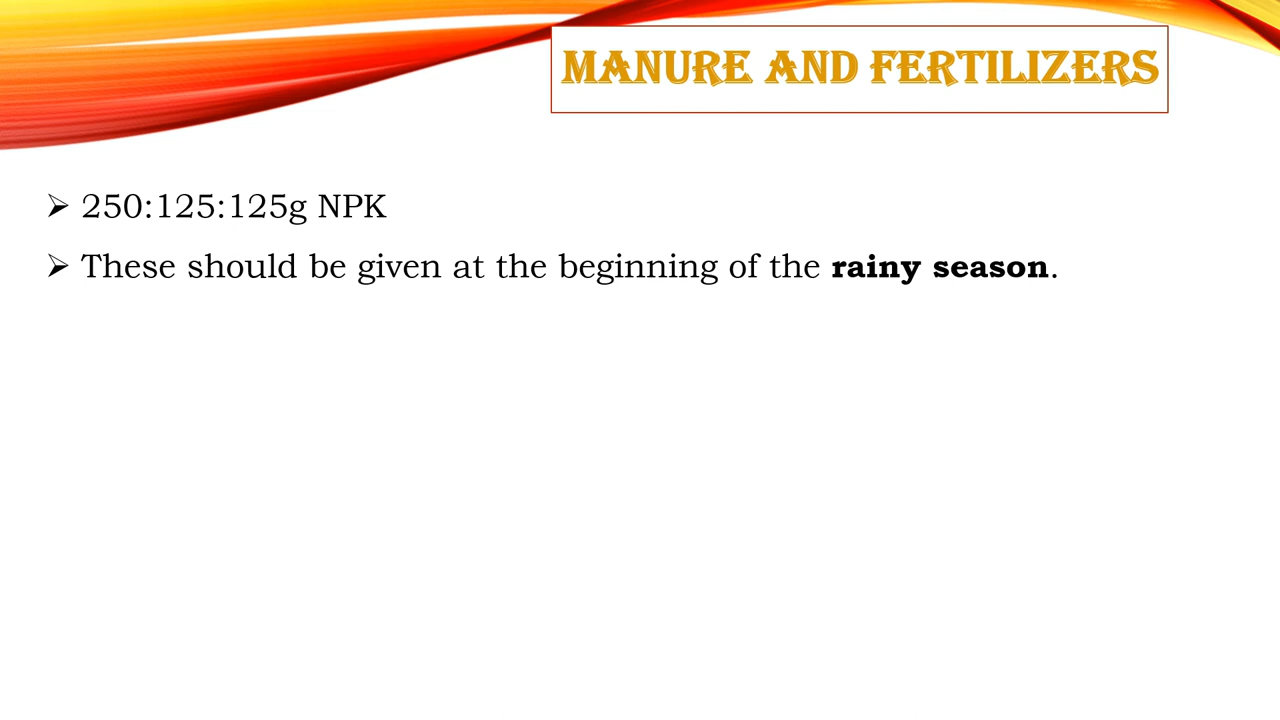 MANURE AND FERTILIZERS
➢ 250:125:125g NPK
➢ These should be given at the beginning of the rainy season.